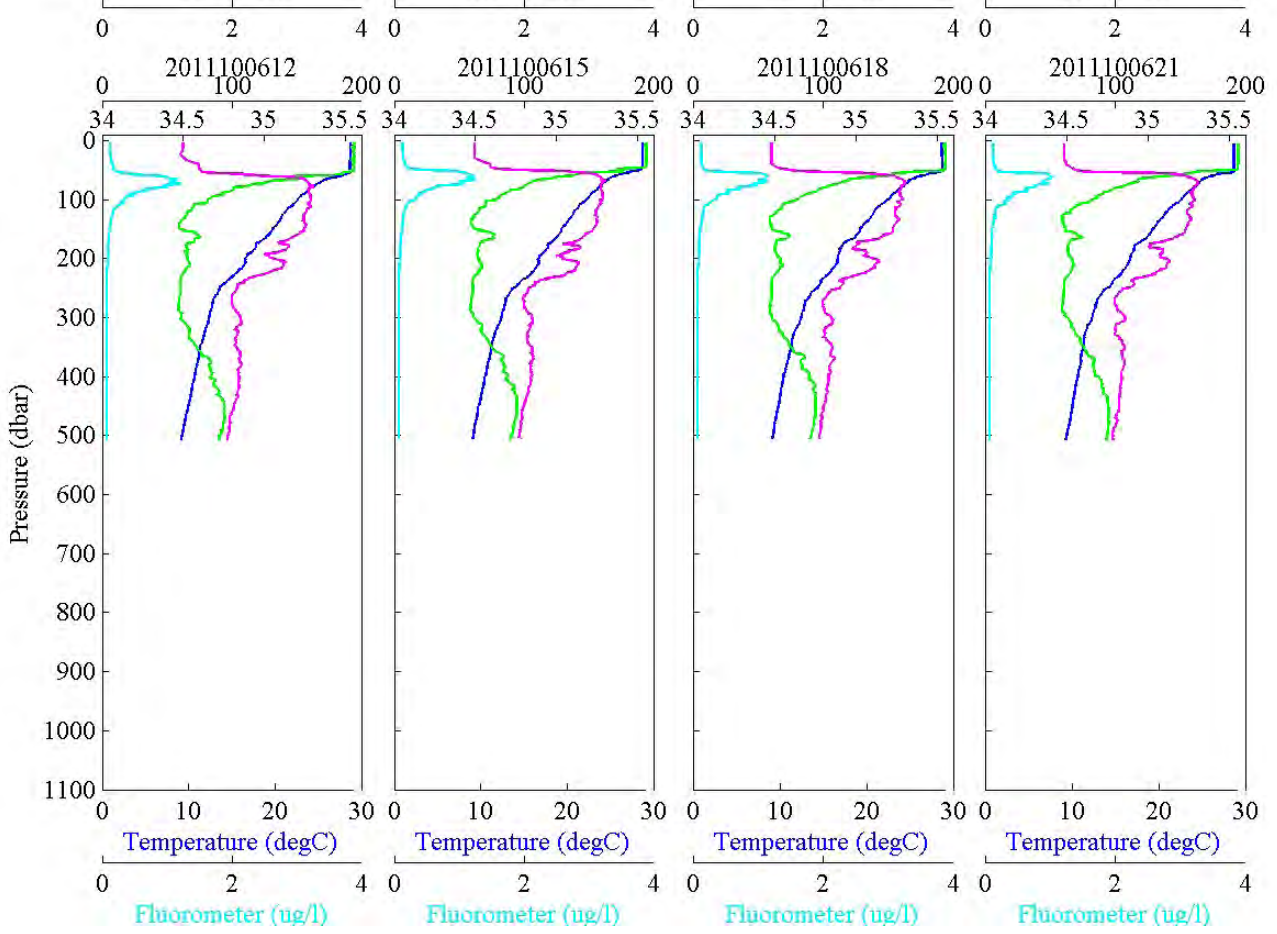 0 2 4 0 2 4 0 2 4 0 2 4
2011100612 2011100615 2011100618 2011100621
0 100 200 0 100 200 0 100 200 0 100 200
34 34.5 35 35.5 34 34.5 35 35.5 34 34.5 35 35.5 34 34.5 35 35.5
0
100
200
300
400
500
600
700
800
900
1000
1100
Pressure (dbar)
0 10 20 30 0 10 20 30 0 10 20 30 0 10 20 30
Temperature (degC) Temperature (degC) Temperature (degC) Temperature (degC)
0 2 4 0 2 4 0 2 4 0 2 4
Fluorometer (ug/l) Fluorometer (ug/l) Fluorometer (ug/l) Fluorometer (ug/l)